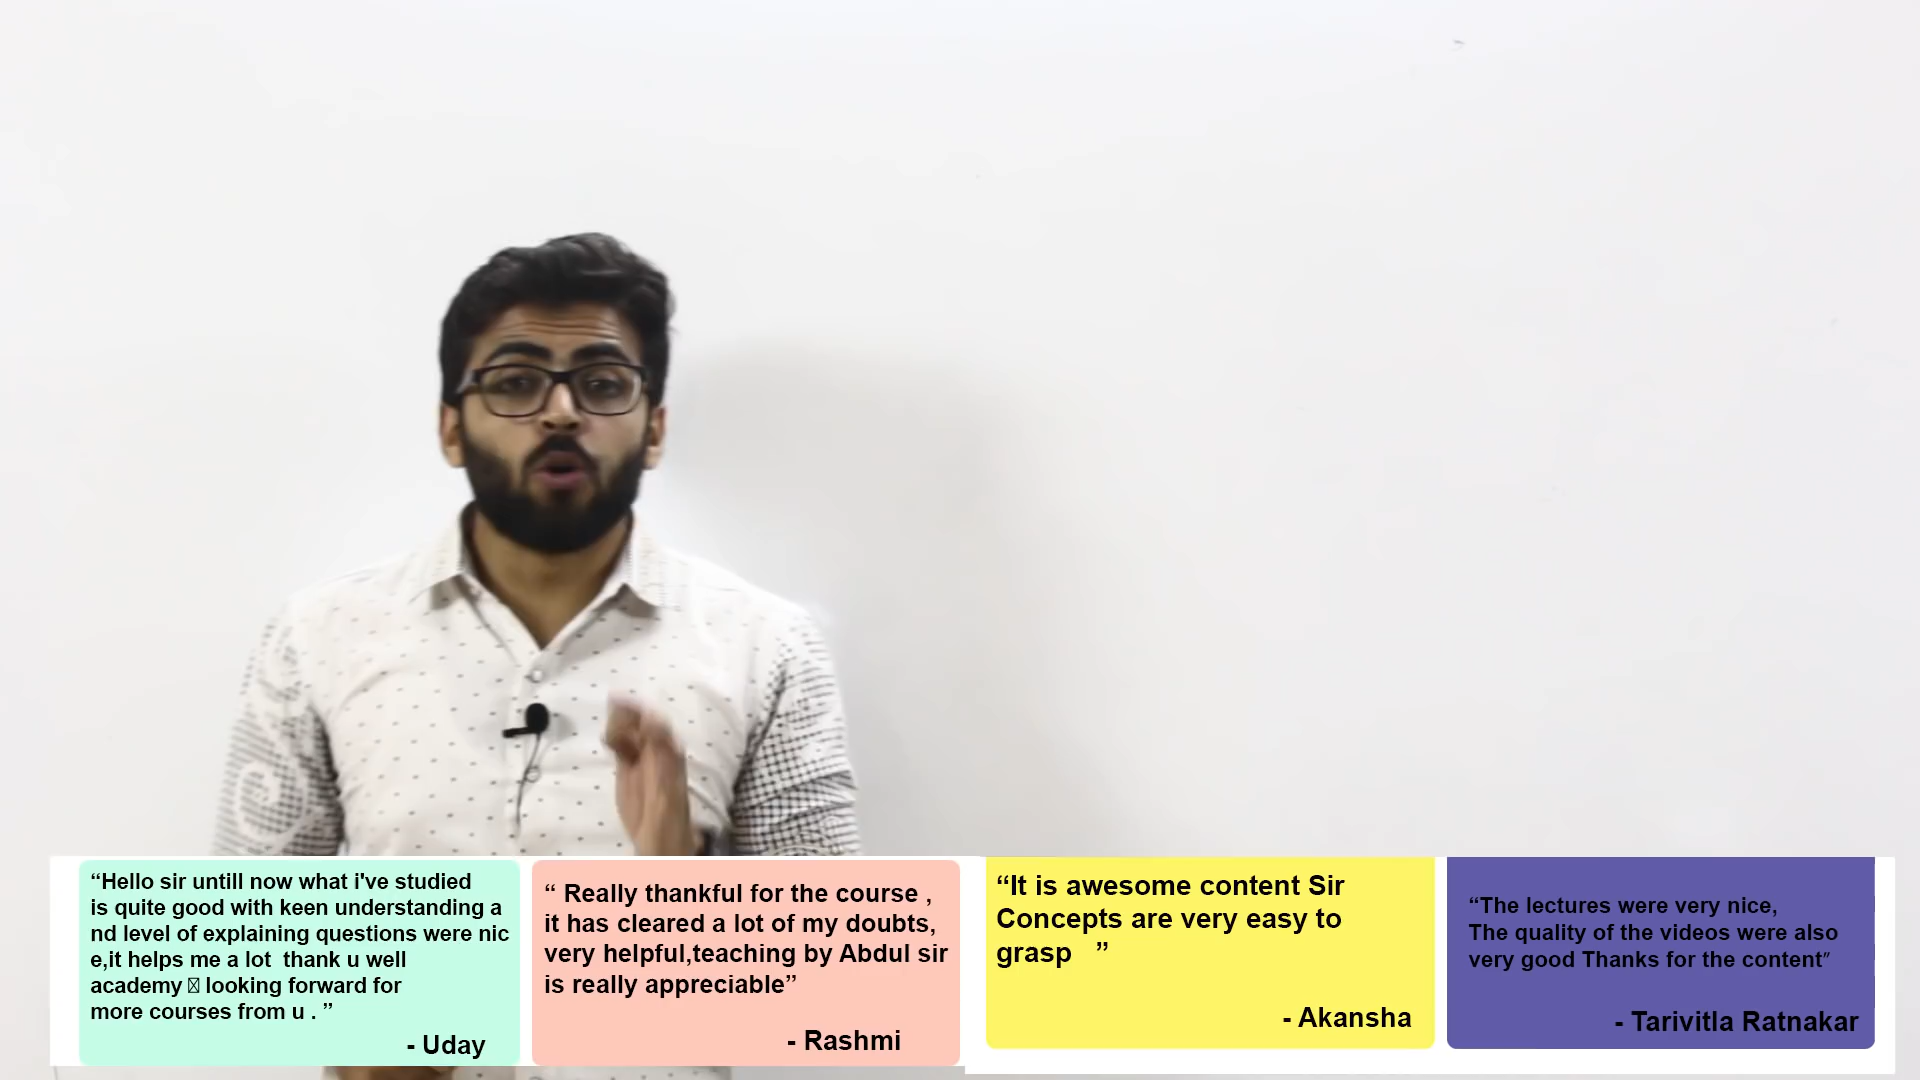 “Hello sir untill now what i've studied
is quite good with keen understanding a
nd level of explaining questions were nic
e,it helps me a lot  thank u well
academy looking forward for
more courses from u . ”
- Uday
“ Really thankful for the course ,
it has cleared a lot of my doubts,
very helpful,teaching by Abdul sir
is really appreciable”
- Rashmi
“It is awesome content Sir
Concepts are very easy to
grasp   ”
- Akansha
“The lectures were very nice,
The quality of the videos were also
very good Thanks for the content”
- Tarivitla Ratnakar